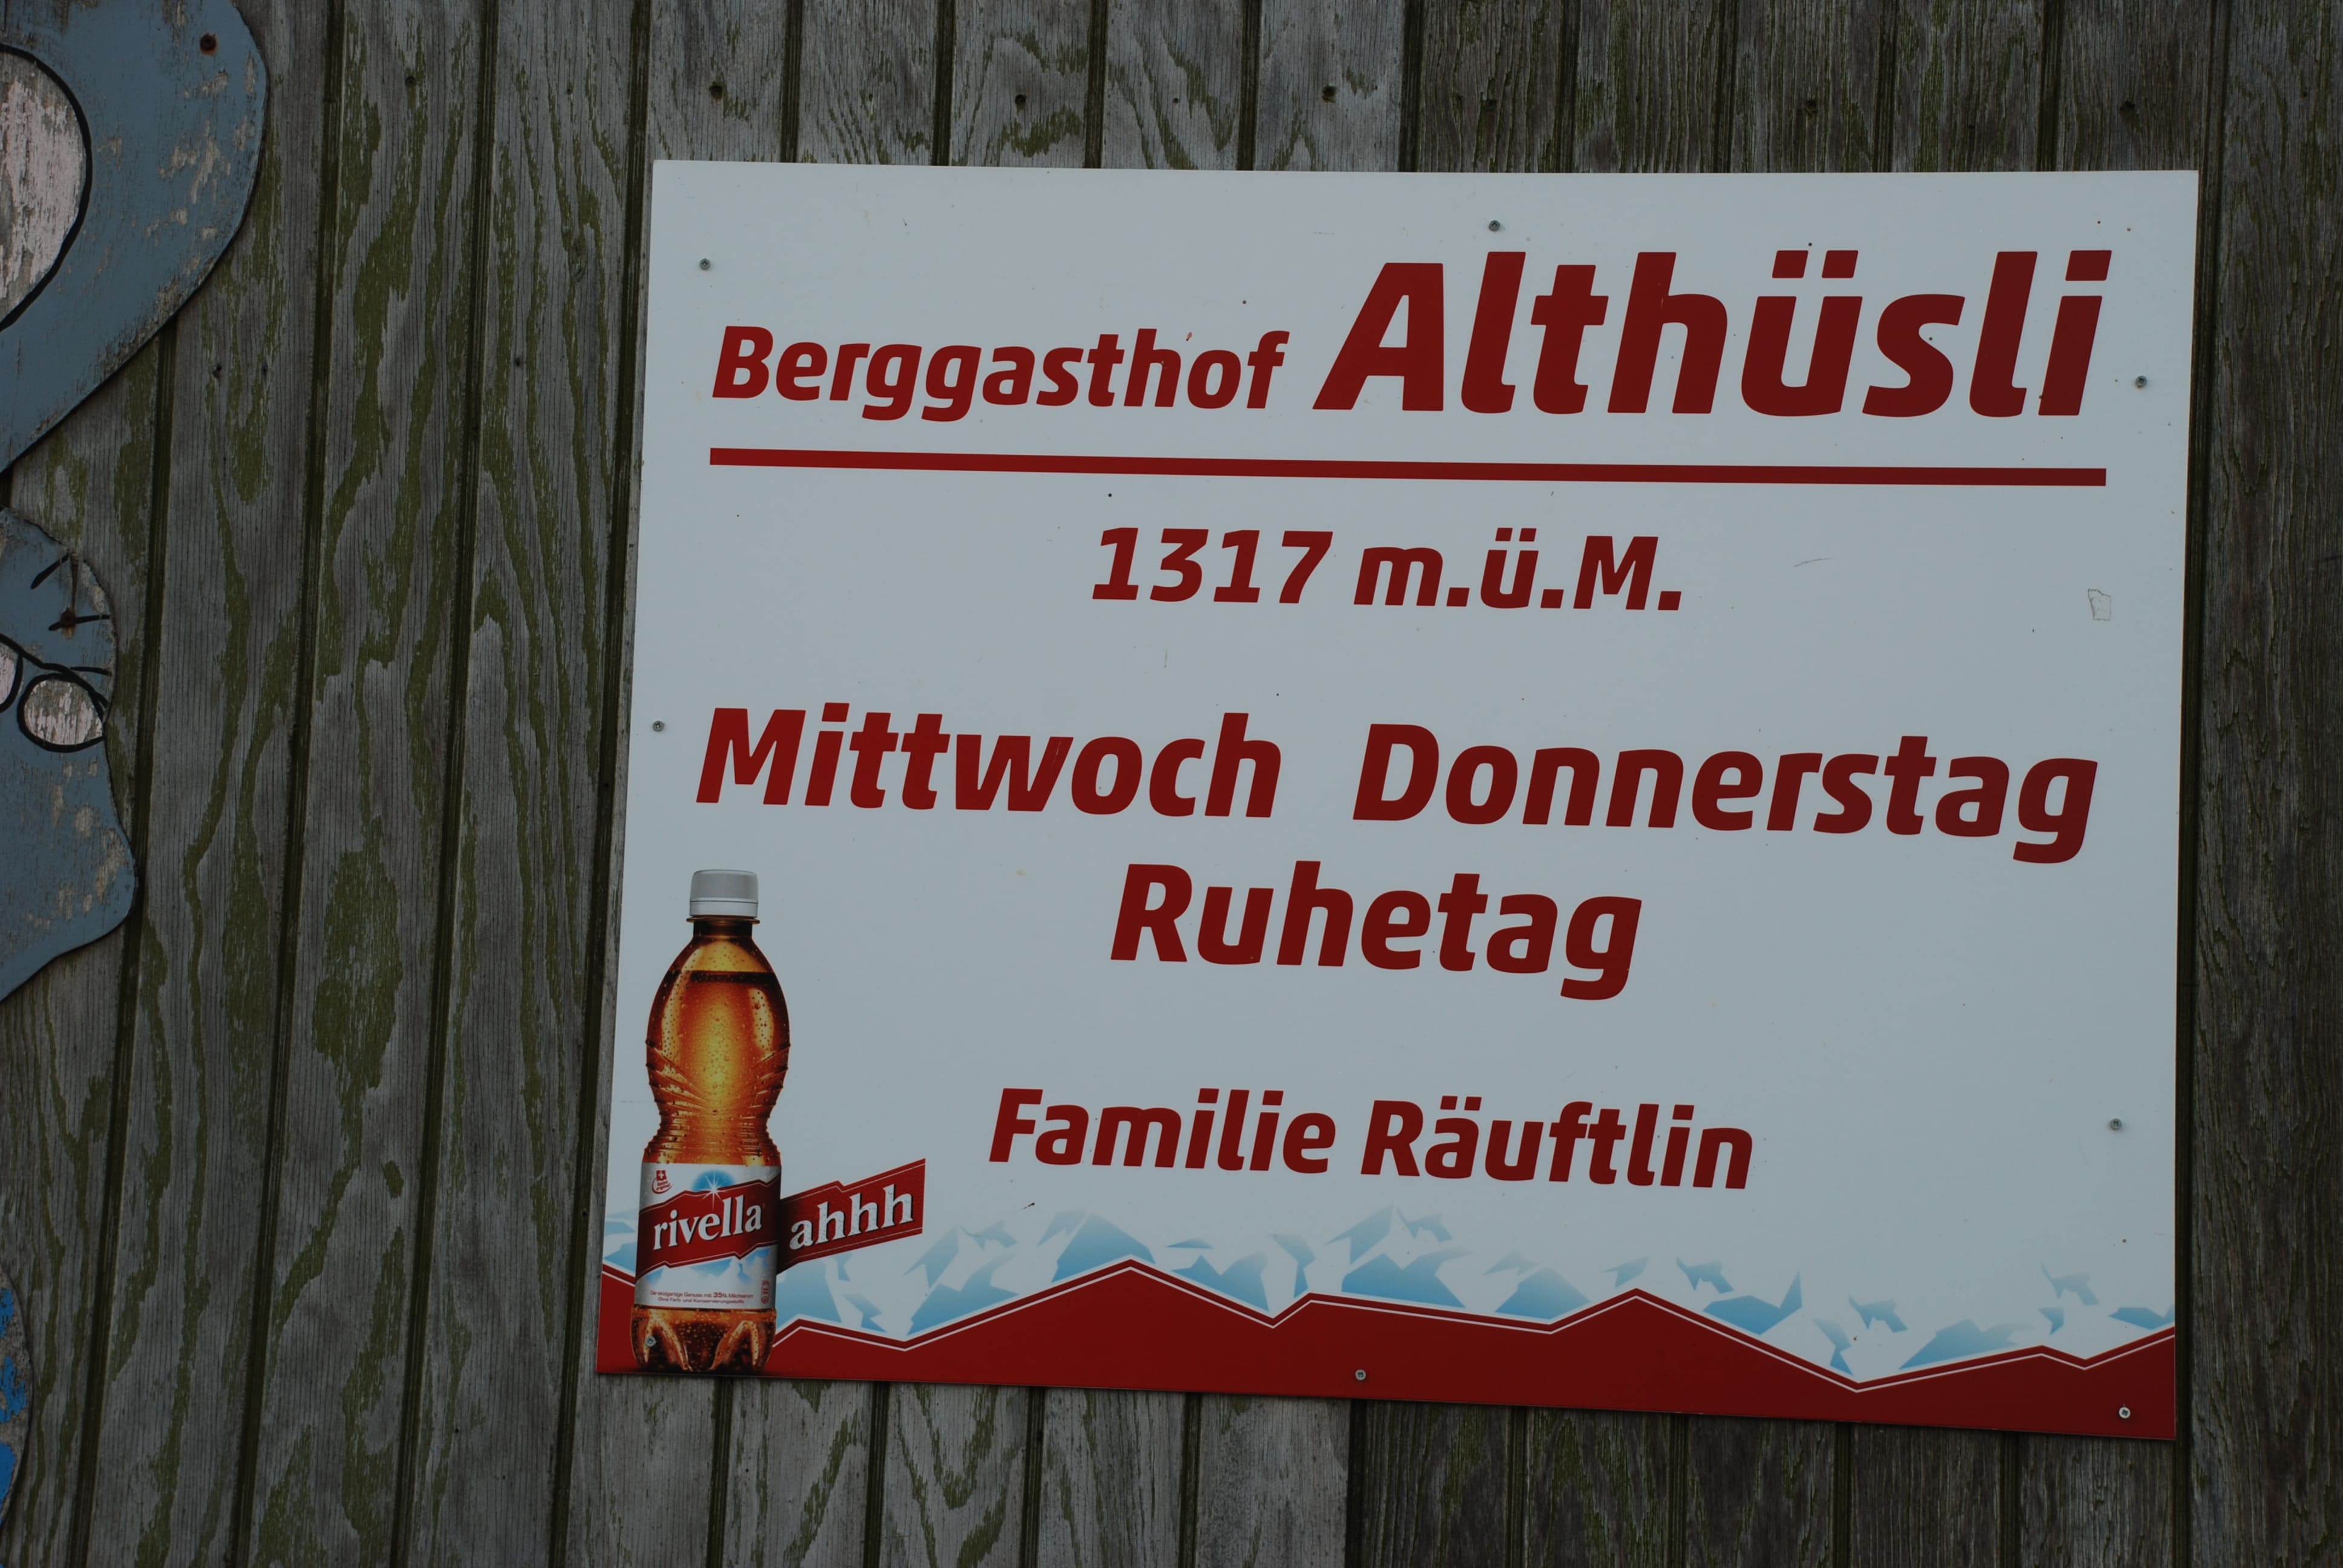 Berggasthof Althüsli
1317 m.ü.M.
Mittwoch Donnerstag
Ruhetag
Familie Räuftlin
rivella ahhh